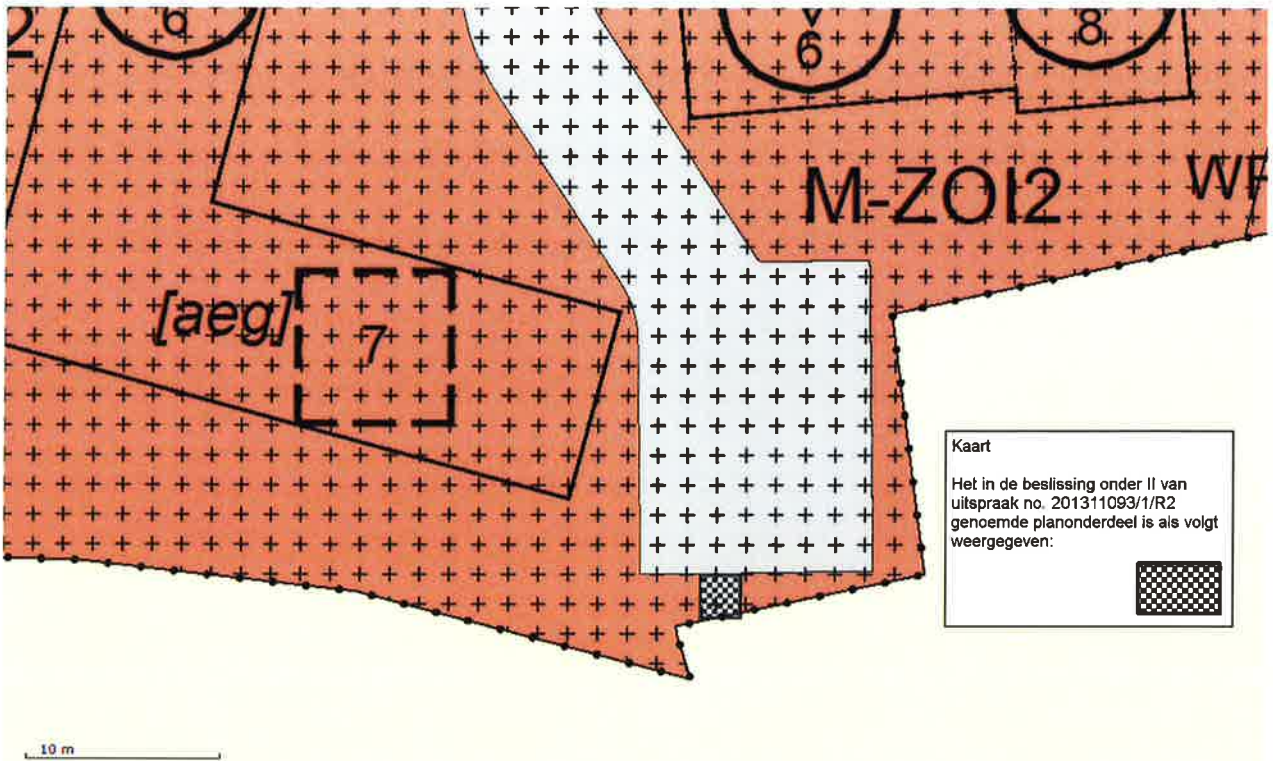 6
V
6
8
M-ZOI2
[aeg]
7
Kaart
Het in de beslissing onder II van
uitspraak no. 201311093/1/R2
genoemde planonderdeel is als volgt
weergegeven:
10 m